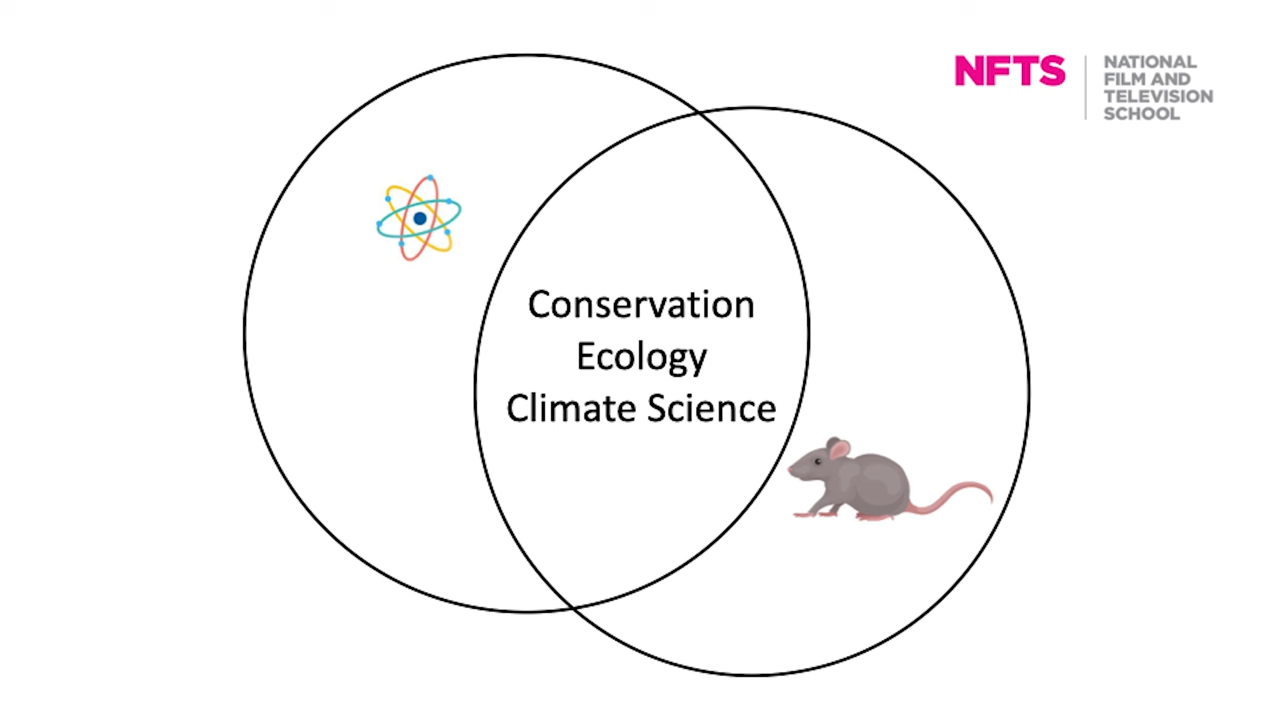 NFTS
NATIONAL
FILM AND
TELEVISION
SCHOOL
Conservation
Ecology
Climate Science